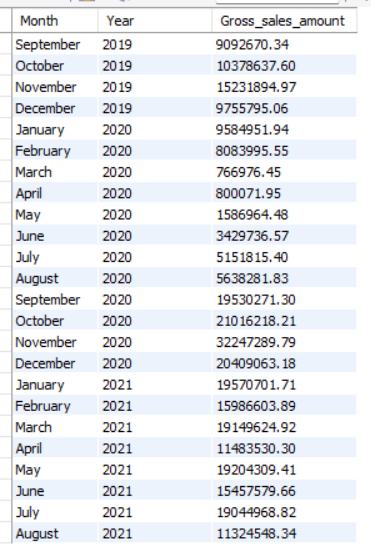 Month Year Gross_sales_amount
September 2019 9092670.34
October 2019 10378637.60
November 2019 15231894.97
December 2019 9755795.06
January 2020 9584951.94
February 2020 8083995.55
March 2020 766976.45
April 2020 800071.95
May 2020 1586964.48
June 2020 3429736.57
July 2020 5151815.40
August 2020 5638281.83
September 2020 19530271.30
October 2020 21016218.21
November 2020 32247289.79
December 2020 20409063.18
January 2021 19570701.71
February 2021 15986603.89
March 2021 19149624.92
April 2021 11483530.30
May 2021 19204309.41
June 2021 15457579.66
July 2021 19044968.82
August 2021 11324548.34